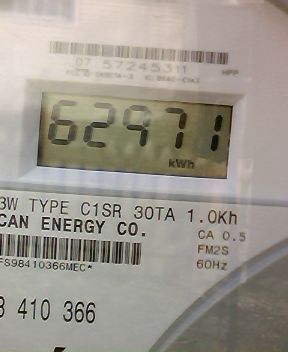 07 57245311
HPP
62971
kWh
3W TYPE C1SR 30TA 1.0Kh
CAN ENERGY CO.
CA 0.5
FM2S
FS98410366MEC*
60Hz
8 410 366